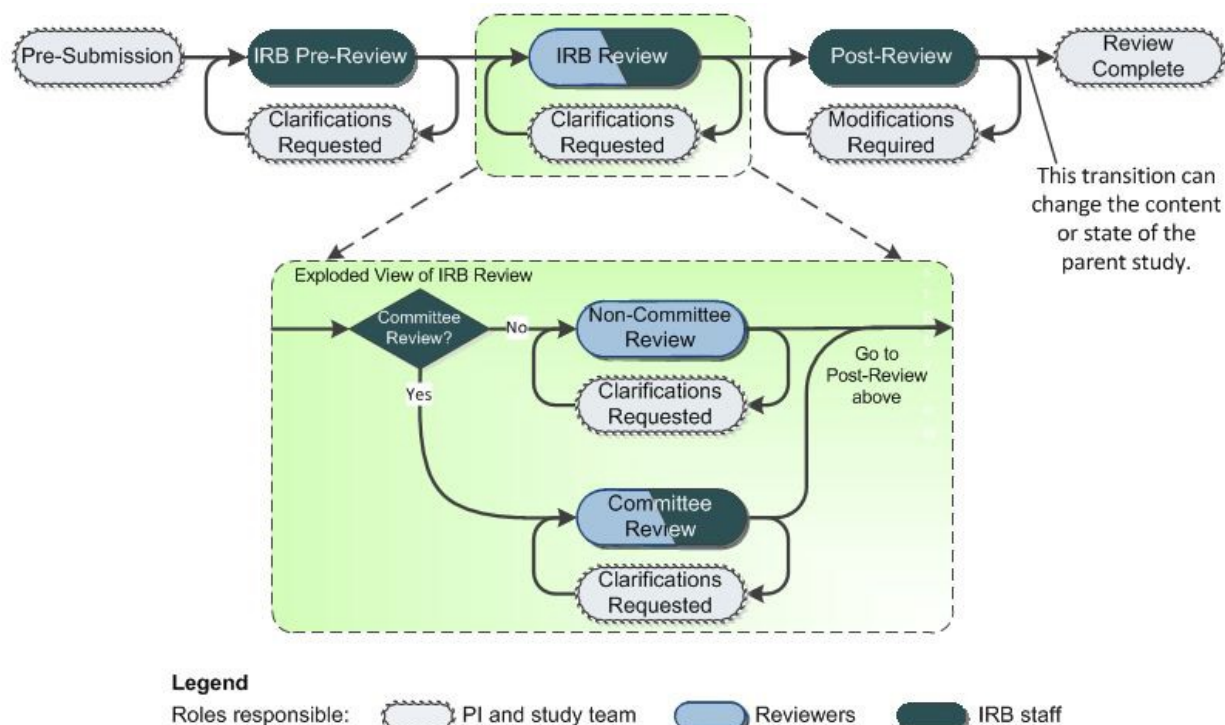 Pre-Submission
IRB Pre-Review
IRB Review
Post-Review
Review
Complete
Clarifications
Requested
Clarifications
Requested
Modifications
Required
This transition can
change the content
or state of the
parent study.
Exploded View of IRB Review
Committee
Review?
No
Non-Committee
Review
Clarifications
Requested
Go to
Post-Review
above
Yes
Committee
Review
Clarifications
Requested
Legend
Roles responsible:
PI and study team
Reviewers
IRB staff